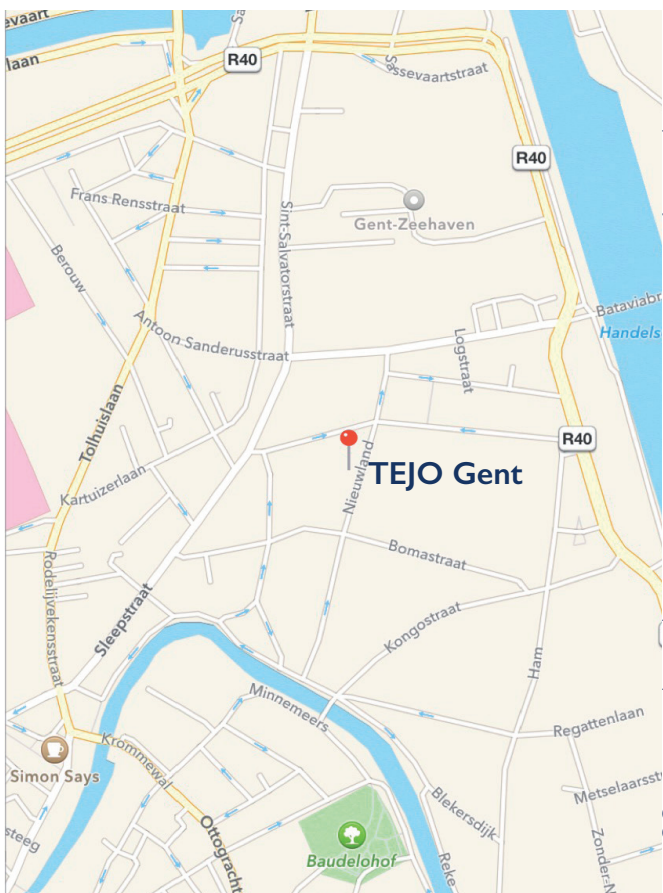 evaart
laan
R40
Sassevaartstraat
R40
Frans Rensstraat
Sint-Salvatorstraat
Gent-Zeehaven
Berouw
Bataviabr
Antoon Sanderusstraat
Logstraat
Handels
Tolhuislaan
R40
TEJO Gent
Kartuizerlaan
Nieuwland
Bomastraat
Rodelijvekensstraat
Sleepstraat
Kongostraat
Ham
Minnemeers
Regattenlaan
Krommewal
Simon Says
Metselaarsstr
Blekersdijk
Ottogracht
steeg
Zonder-N
Baudelohof
Reke